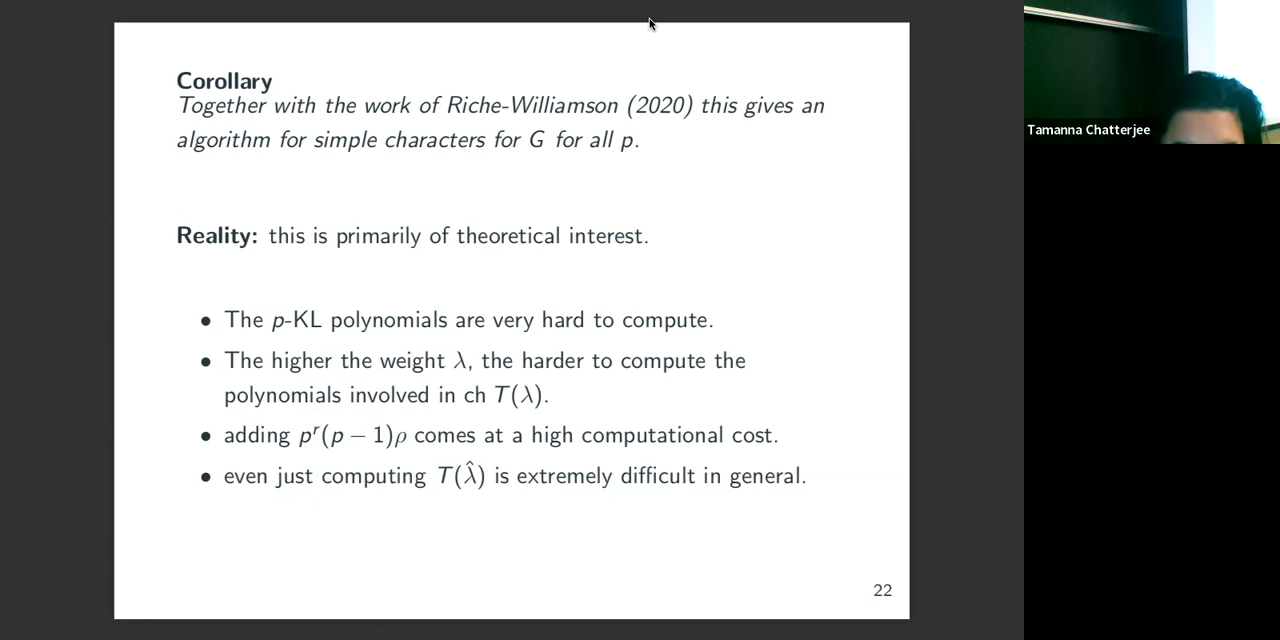 Corollary
Together with the work of Riche-Williamson (2020) this gives an
algorithm for simple characters for G for all p.
Reality: this is primarily of theoretical interest.
• The p-KL polynomials are very hard to compute.
• The higher the weight λ, the harder to compute the
polynomials involved in ch T(λ).
• adding pʳ(p − 1)ρ comes at a high computational cost.
• even just computing T(λ̂) is extremely difficult in general.
22
Tamanna Chatterjee